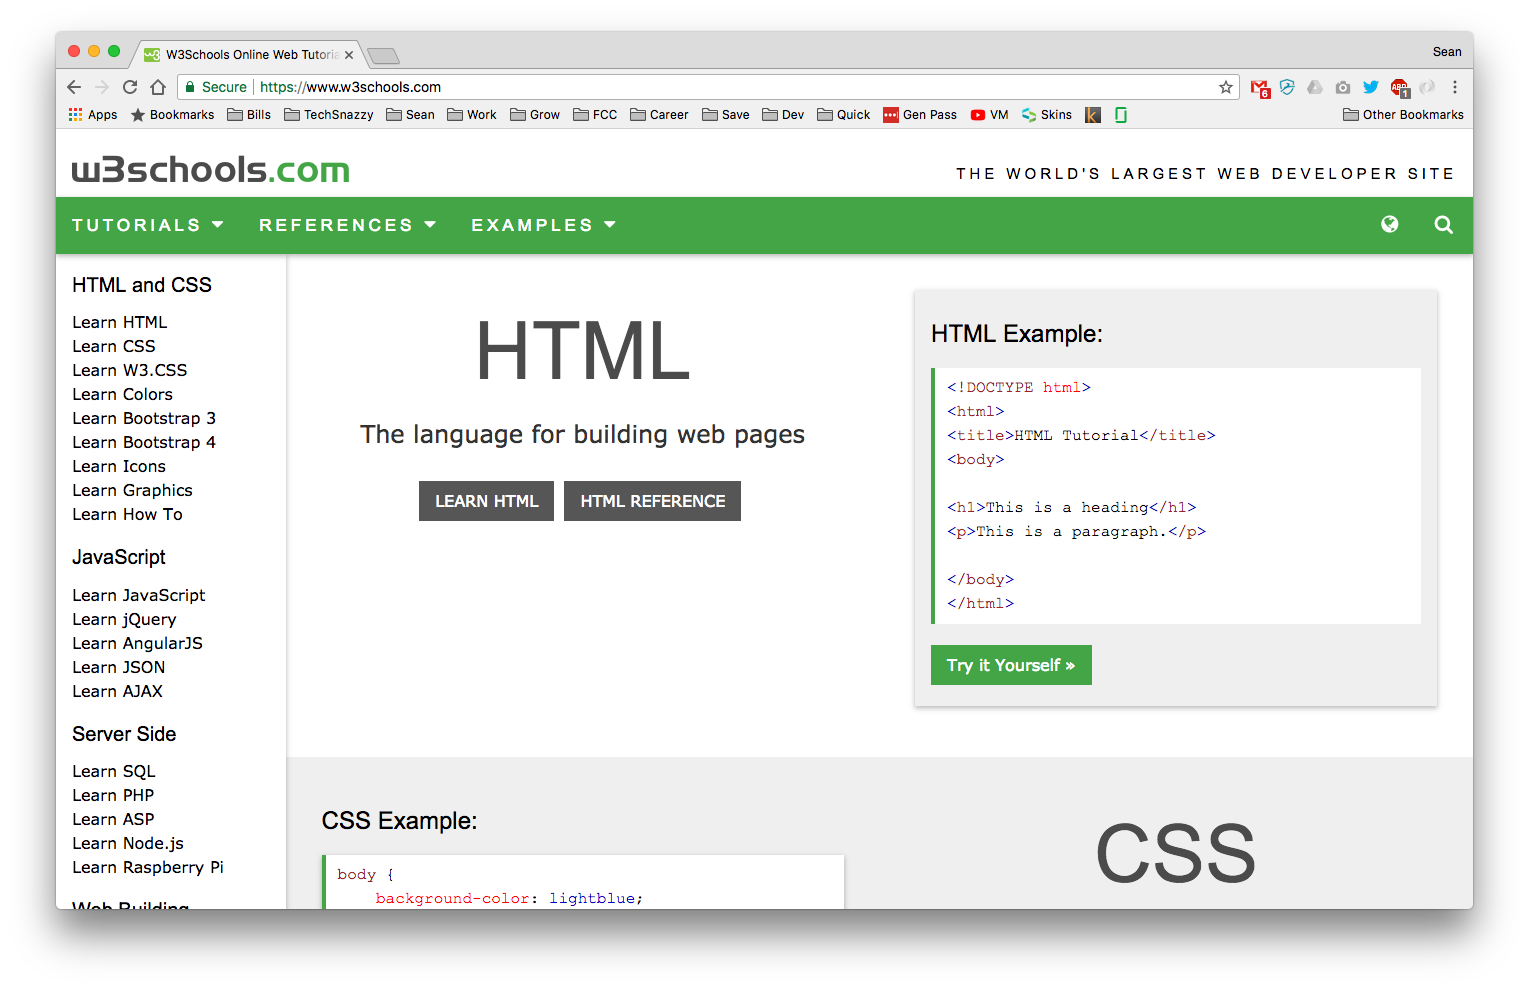 W3Schools Online Web Tutoria
Sean
Secure https://www.w3schools.com
6
ABP
1
Apps Bookmarks Bills TechSnazzy Sean Work Grow FCC Career Save Dev Quick Gen Pass VM Skins k Other Bookmarks
w3schools.com
THE WORLD'S LARGEST WEB DEVELOPER SITE
TUTORIALS REFERENCES EXAMPLES
HTML and CSS
Learn HTML
Learn CSS
Learn W3.CSS
Learn Colors
Learn Bootstrap 3
Learn Bootstrap 4
Learn Icons
Learn Graphics
Learn How To
JavaScript
Learn JavaScript
Learn jQuery
Learn AngularJS
Learn JSON
Learn AJAX
Server Side
Learn SQL
Learn PHP
Learn ASP
Learn Node.js
Learn Raspberry Pi
Web Building
HTML
The language for building web pages
LEARN HTML HTML REFERENCE
HTML Example:
<!DOCTYPE html>
<html>
<title>HTML Tutorial</title>
<body>
<h1>This is a heading</h1>
<p>This is a paragraph.</p>
</body>
</html>
Try it Yourself »
CSS Example:
body {
background-color: lightblue;
CSS